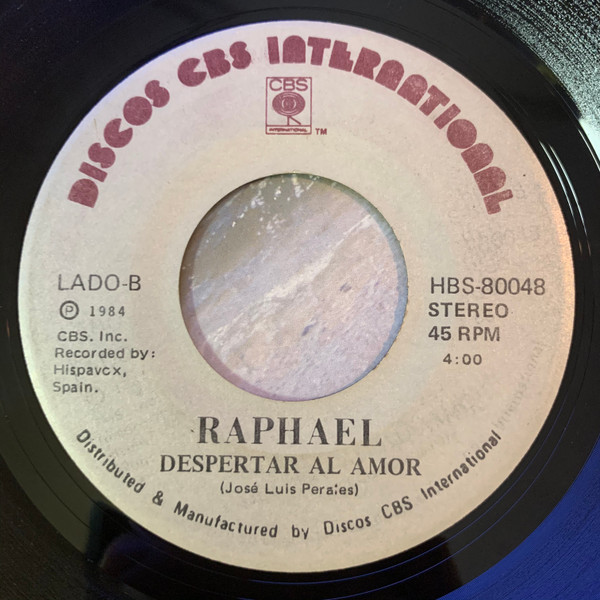 DISCOS CBS INTERNATIONAL
CBS
INTERNATIONAL
TM
LADO-B
℗ 1984
CBS. Inc.
Recorded by:
Hispavox,
Spain.
HBS-80048
STEREO
45 RPM
4:00
RAPHAEL
DESPERTAR AL AMOR
(José Luis Perales)
Distributed & Manufactured by Discos CBS International